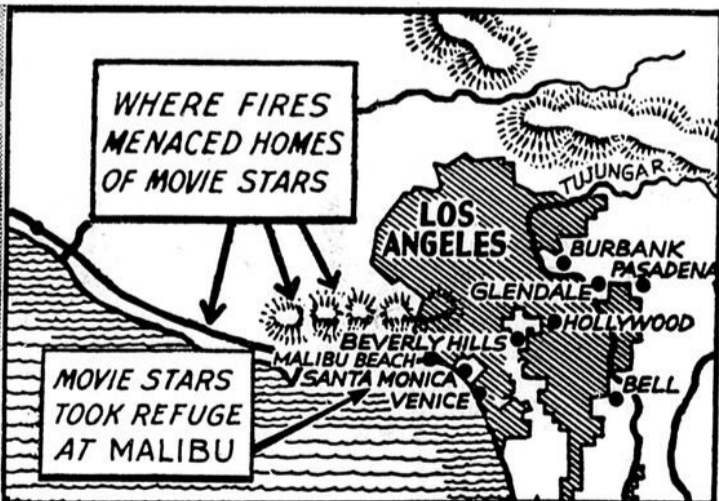 WHERE FIRES
MENACED HOMES
OF MOVIE STARS
TUJUNGAR
LOS
ANGELES
BURBANK
PASADENA
GLENDALE
HOLLYWOOD
BEVERLY HILLS
MALIBU BEACH
SANTA MONICA
VENICE
BELL
MOVIE STARS
TOOK REFUGE
AT MALIBU